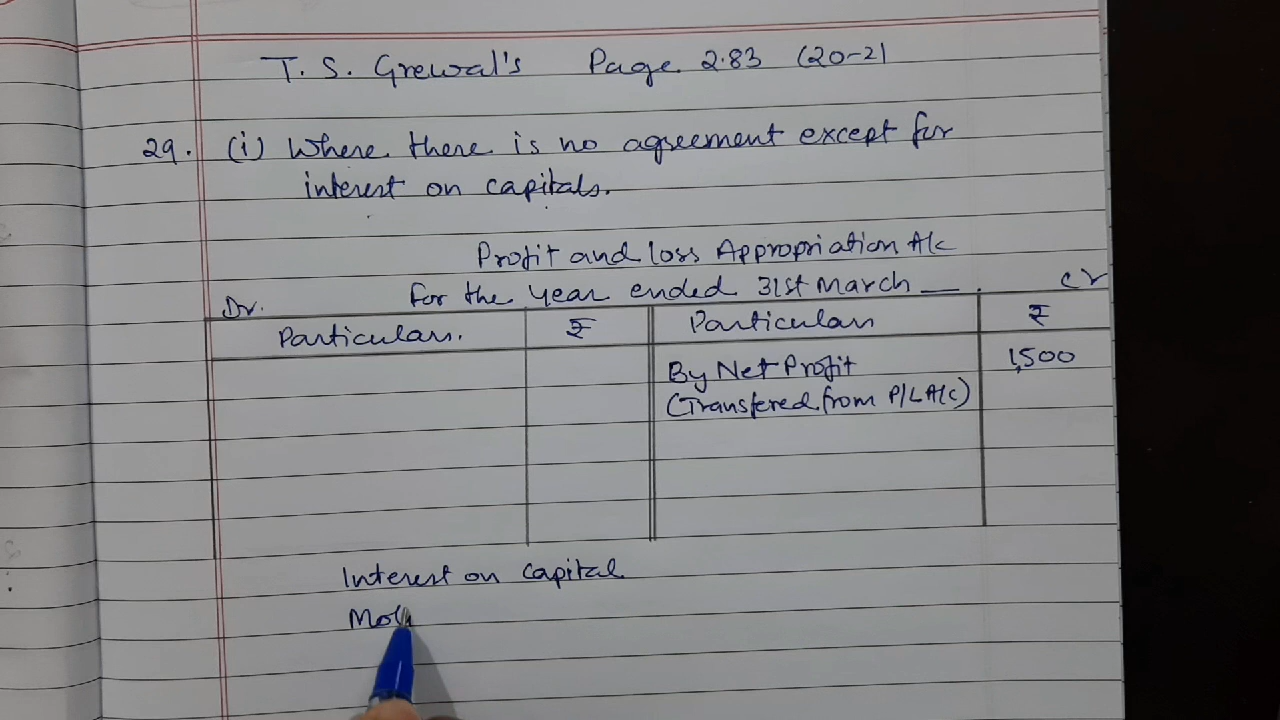 T. S. Grewal's Page 2.83 (20-21
29. (i) Where there is no agreement except for
interest on capitals.
Profit and loss Appropriation A/c
Dr. for the year ended 31st March __. Cr
Particulars. ₹ Particulars ₹
By Net Profit 1,500
(Transfered from P/L A/c)
Interest on capital
Moh